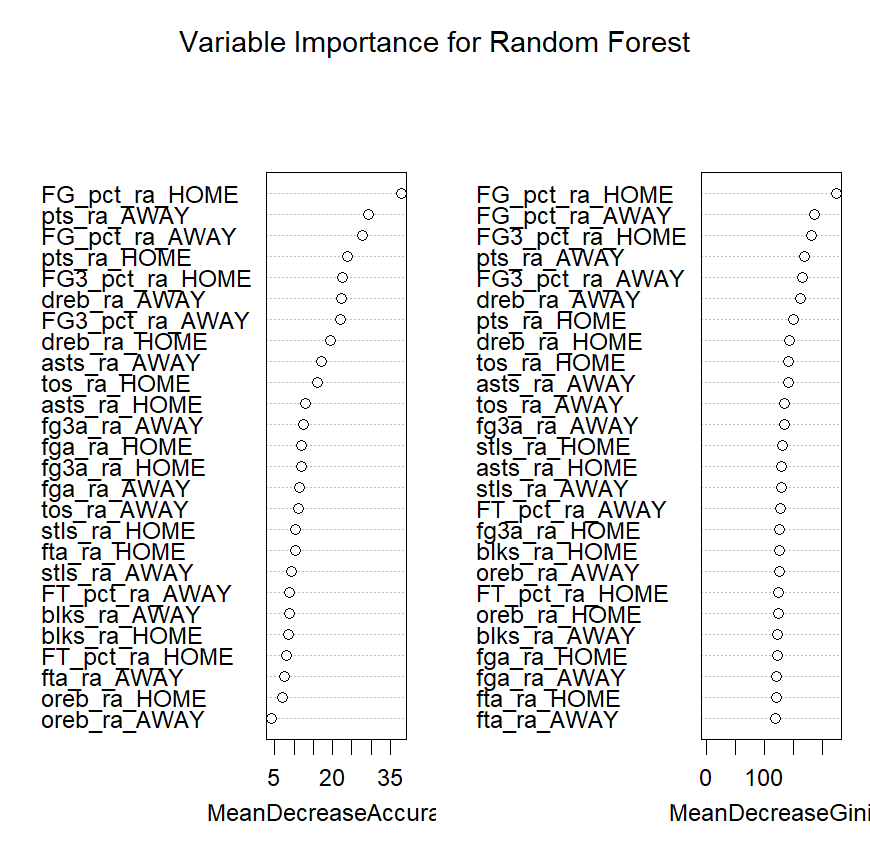 Variable Importance for Random Forest
FG_pct_ra_HOME
pts_ra_AWAY
FG_pct_ra_AWAY
pts_ra_HOME
FG3_pct_ra_HOME
dreb_ra_AWAY
FG3_pct_ra_AWAY
dreb_ra_HOME
asts_ra_AWAY
tos_ra_HOME
asts_ra_HOME
fg3a_ra_AWAY
fga_ra_HOME
fg3a_ra_HOME
fga_ra_AWAY
tos_ra_AWAY
stls_ra_HOME
fta_ra_HOME
stls_ra_AWAY
FT_pct_ra_AWAY
blks_ra_AWAY
blks_ra_HOME
FT_pct_ra_HOME
fta_ra_AWAY
oreb_ra_HOME
oreb_ra_AWAY
5 20 35
MeanDecreaseAccura
FG_pct_ra_HOME
FG_pct_ra_AWAY
FG3_pct_ra_HOME
pts_ra_AWAY
FG3_pct_ra_AWAY
dreb_ra_AWAY
pts_ra_HOME
dreb_ra_HOME
tos_ra_HOME
asts_ra_AWAY
tos_ra_AWAY
fg3a_ra_AWAY
stls_ra_HOME
asts_ra_HOME
stls_ra_AWAY
FT_pct_ra_AWAY
fg3a_ra_HOME
blks_ra_HOME
oreb_ra_AWAY
FT_pct_ra_HOME
oreb_ra_HOME
blks_ra_AWAY
fga_ra_HOME
fga_ra_AWAY
fta_ra_HOME
fta_ra_AWAY
0 100
MeanDecreaseGini